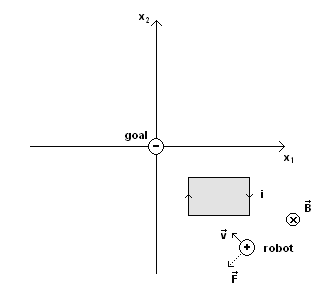 x₂
goal
−
x₁
i
B⃗
×
v⃗
+
robot
F⃗